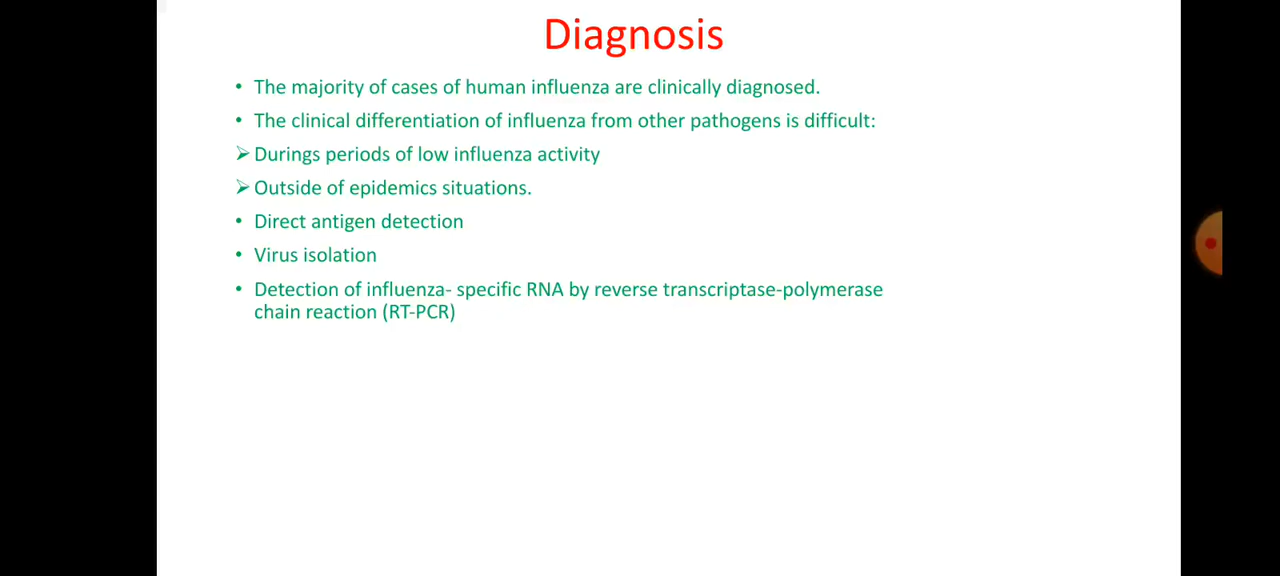 Diagnosis
• The majority of cases of human influenza are clinically diagnosed.
• The clinical differentiation of influenza from other pathogens is difficult:
➢ Durings periods of low influenza activity
➢ Outside of epidemics situations.
• Direct antigen detection
• Virus isolation
• Detection of influenza- specific RNA by reverse transcriptase-polymerase
chain reaction (RT-PCR)